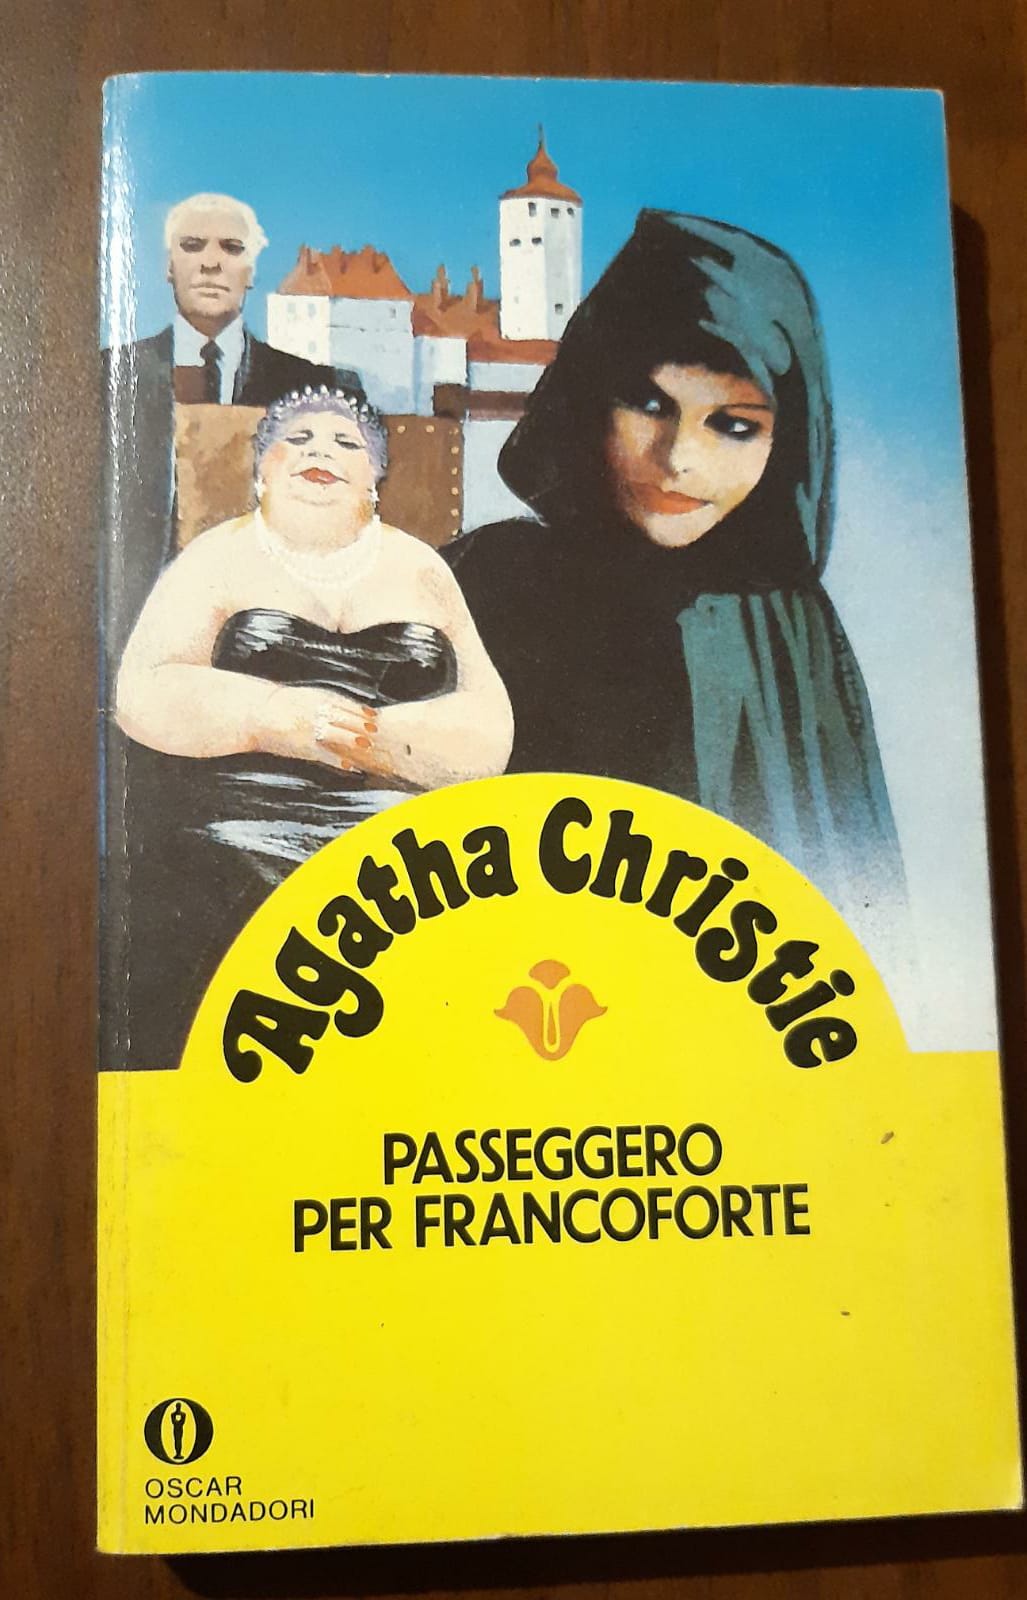 Agatha Christie
PASSEGGERO
PER FRANCOFORTE
OSCAR
MONDADORI